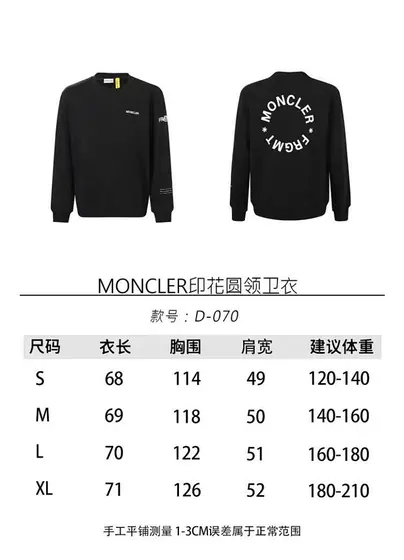 MONCLER
MONCLER
FRGMT
MONCLER印花圆领卫衣
款号：D-070
尺码 衣长 胸围 肩宽 建议体重
S 68 114 49 120-140
M 69 118 50 140-160
L 70 122 51 160-180
XL 71 126 52 180-210
手工平铺测量 1-3CM误差属于正常范围